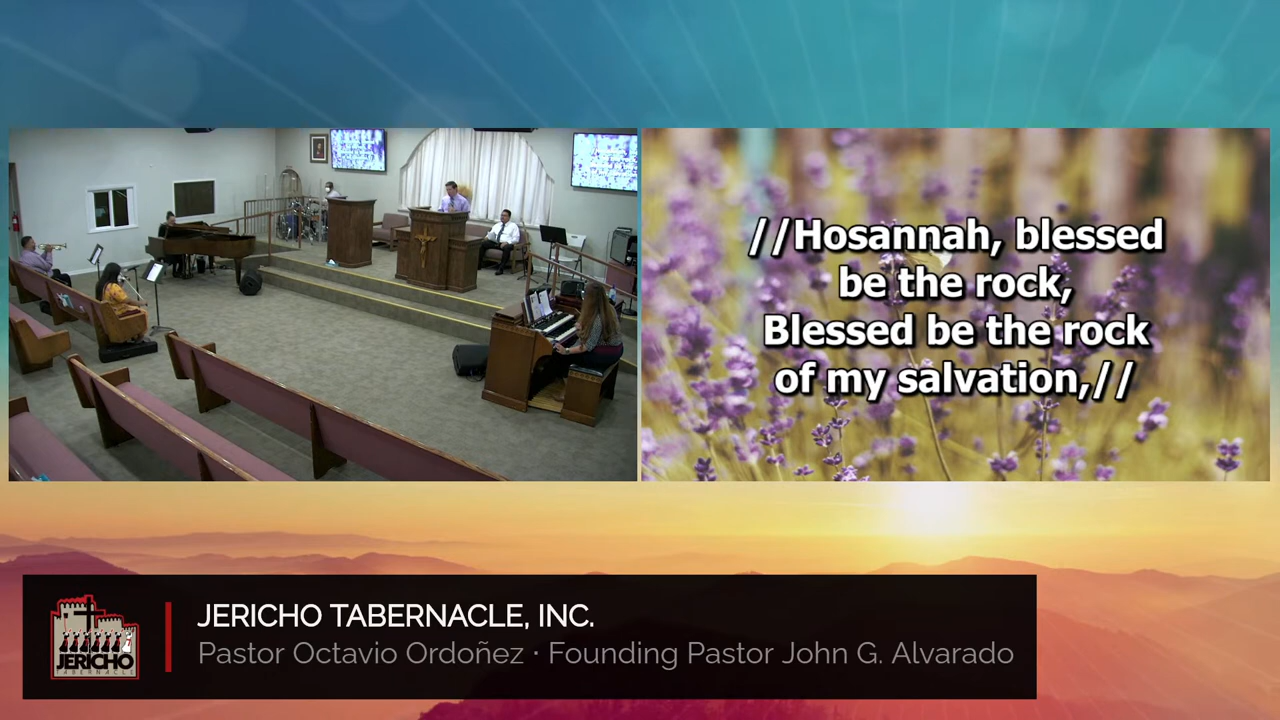 //Hosannah, blessed
be the rock,
Blessed be the rock
of my salvation,//
JERICHO TABERNACLE, INC.
Pastor Octavio Ordoñez · Founding Pastor John G. Alvarado
JERICHO
TABERNACLE